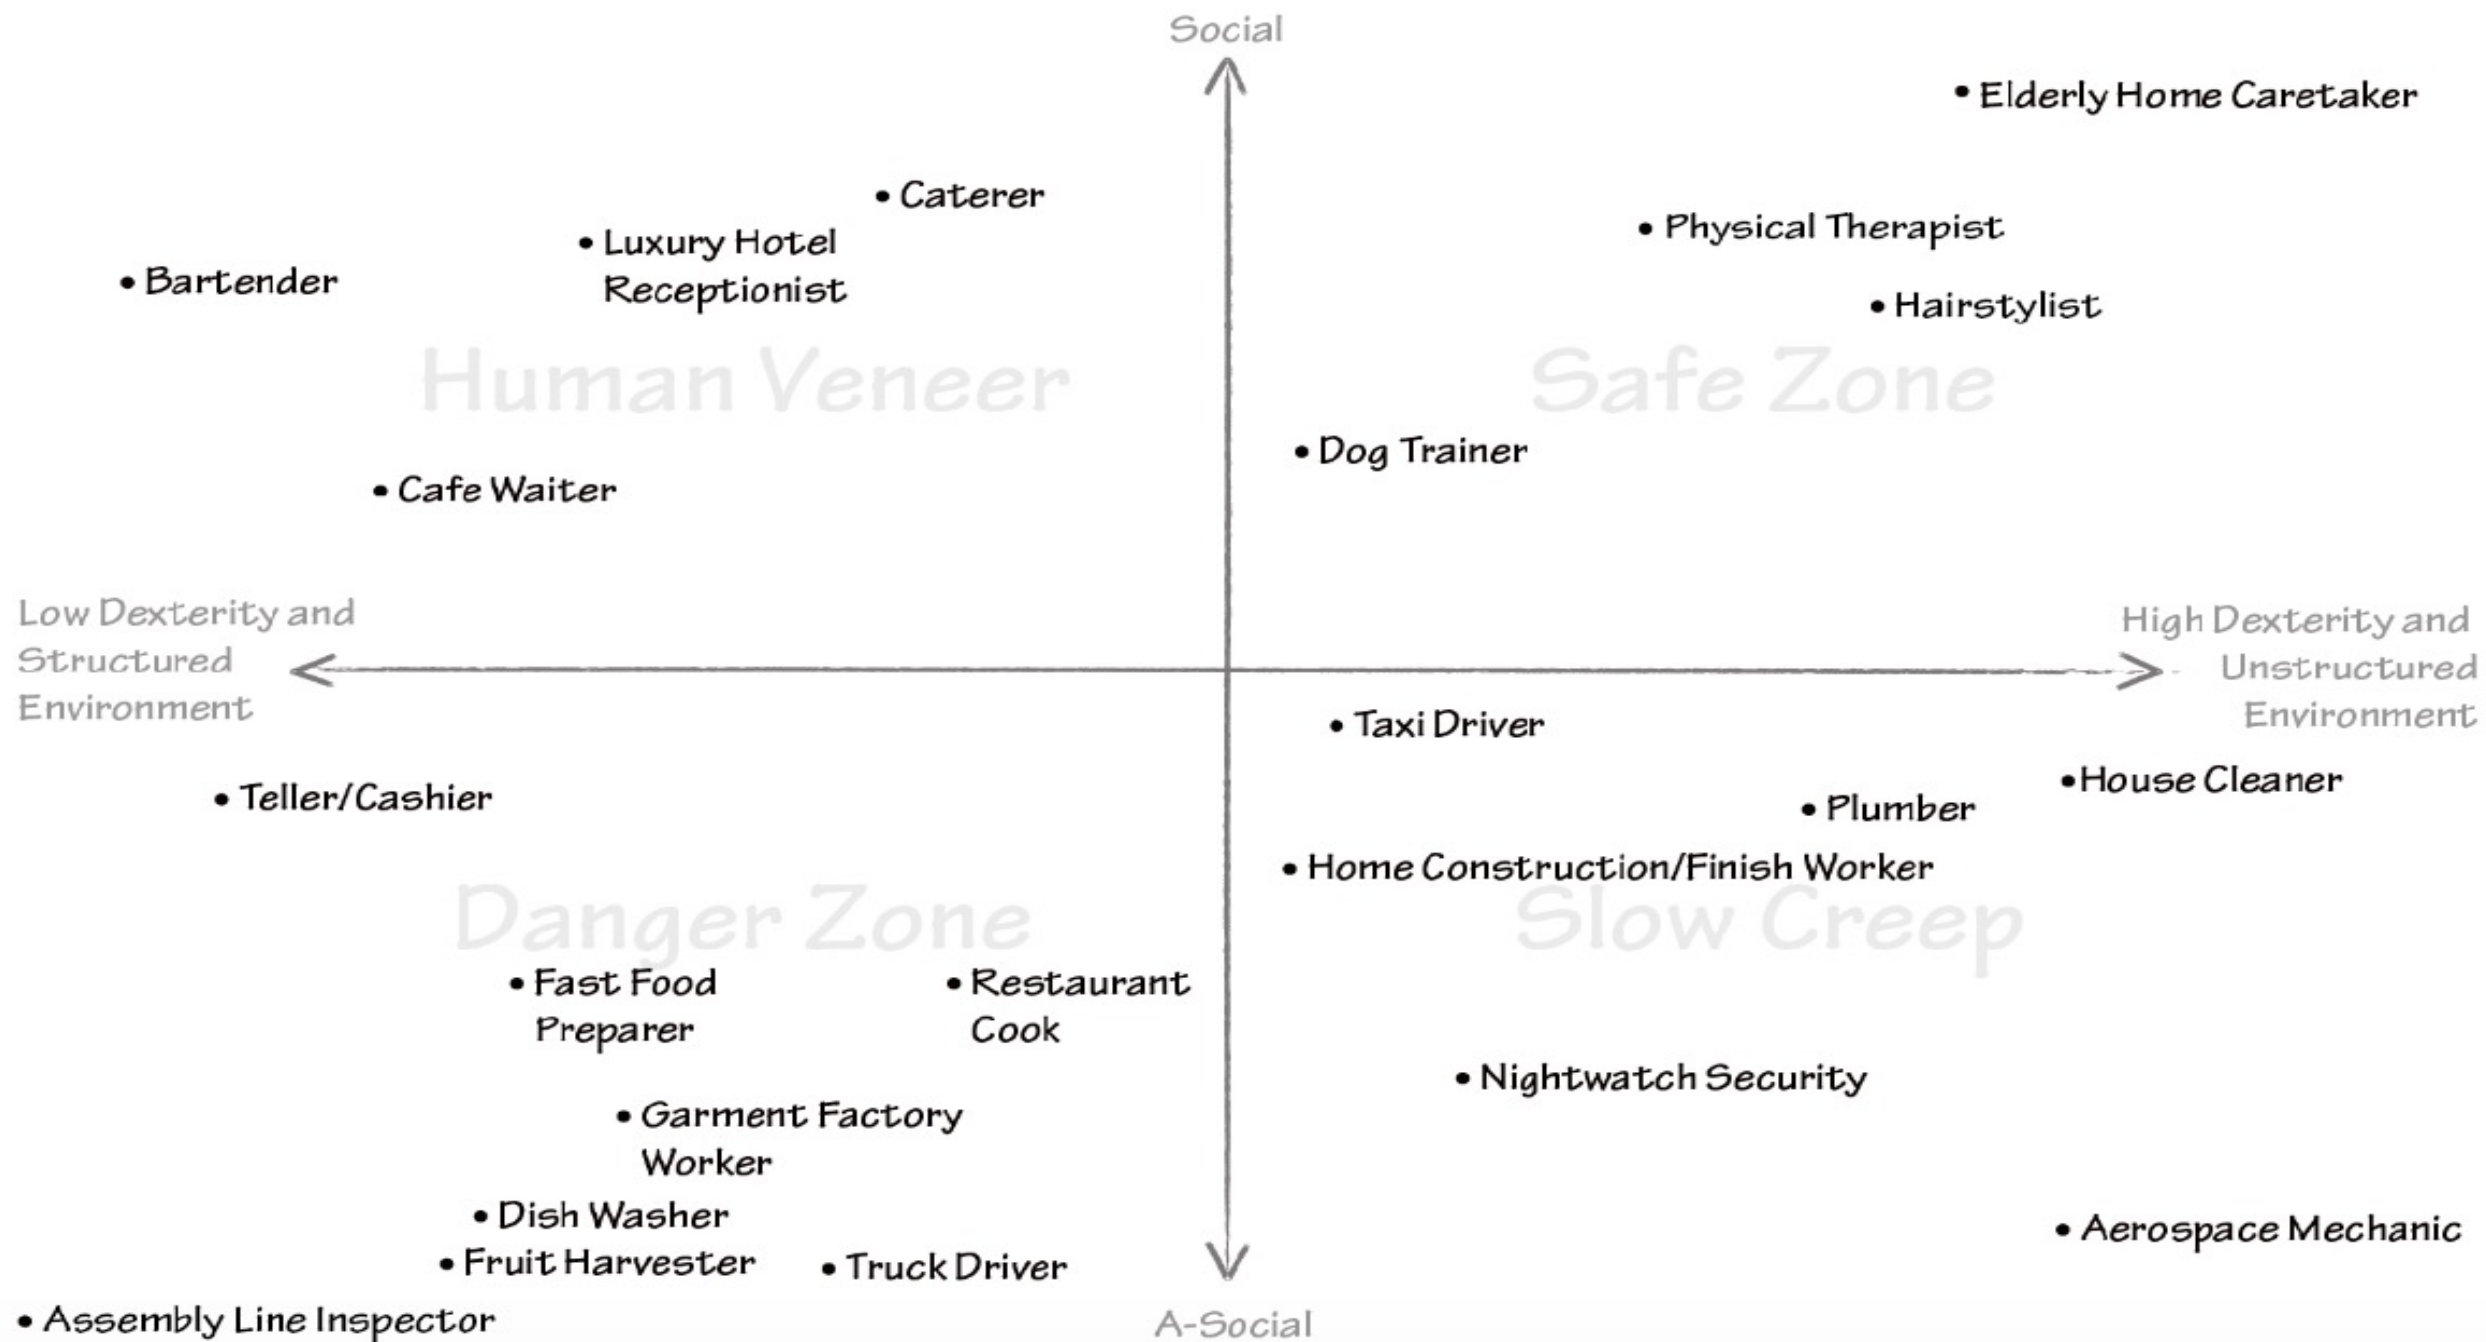 Social
• Elderly Home Caretaker
• Caterer
• Physical Therapist
• Luxury Hotel
Receptionist
• Bartender
• Hairstylist
Human Veneer
Safe Zone
• Dog Trainer
• Cafe Waiter
Low Dexterity and
Structured
Environment
High Dexterity and
Unstructured
Environment
• Taxi Driver
• House Cleaner
• Teller/Cashier
• Plumber
• Home Construction/Finish Worker
Danger Zone
Slow Creep
• Fast Food
Preparer
• Restaurant
Cook
• Nightwatch Security
• Garment Factory
Worker
• Dish Washer
• Aerospace Mechanic
• Fruit Harvester
• Truck Driver
• Assembly Line Inspector
A-Social